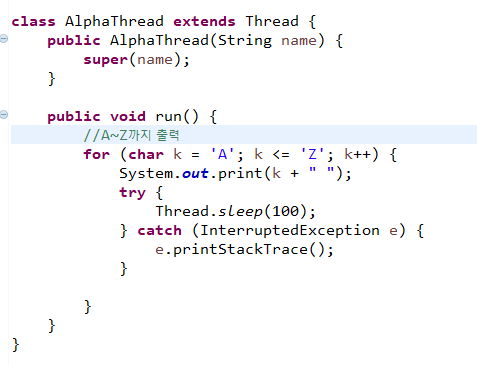 class AlphaThread extends Thread {
    public AlphaThread(String name) {
        super(name);
    }

    public void run() {
        //A~Z까지 출력
        for (char k = 'A'; k <= 'Z'; k++) {
            System.out.print(k + " ");
            try {
                Thread.sleep(100);
            } catch (InterruptedException e) {
                e.printStackTrace();
            }

        }
    }
}